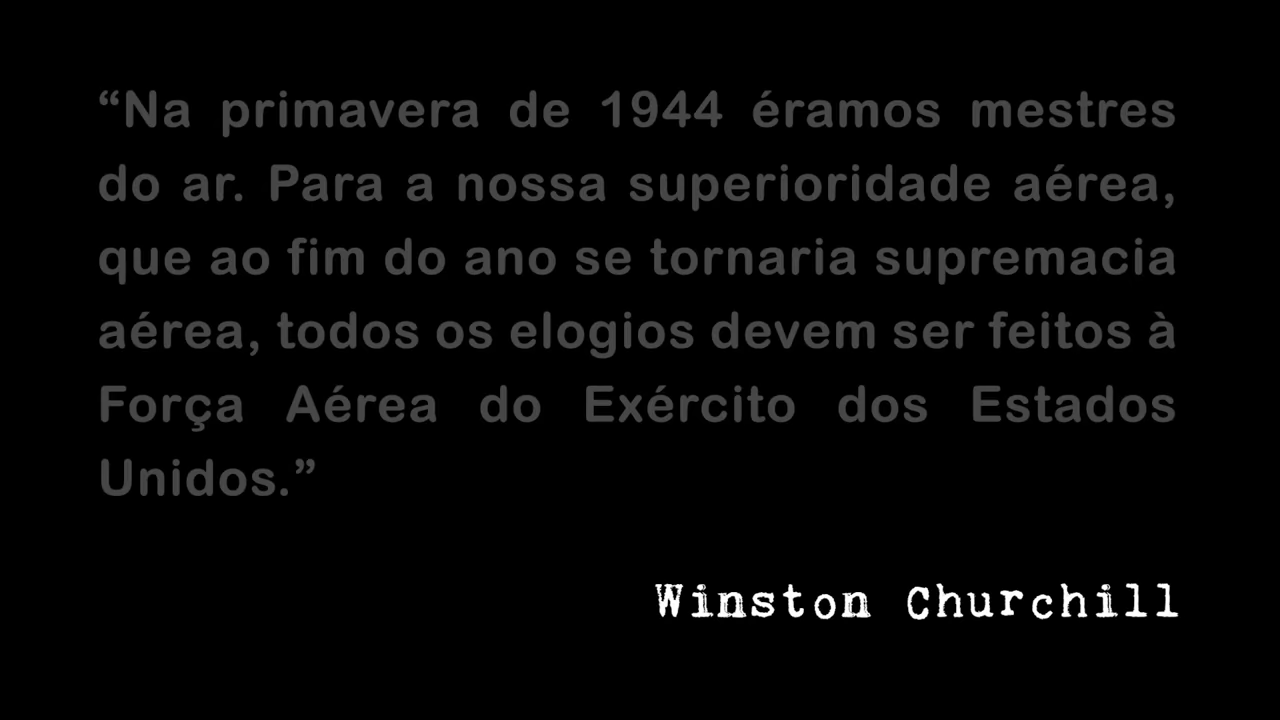 “Na primavera de 1944 éramos mestres
do ar. Para a nossa superioridade aérea,
que ao fim do ano se tornaria supremacia
aérea, todos os elogios devem ser feitos à
Força Aérea do Exército dos Estados
Unidos.”
Winston Churchill